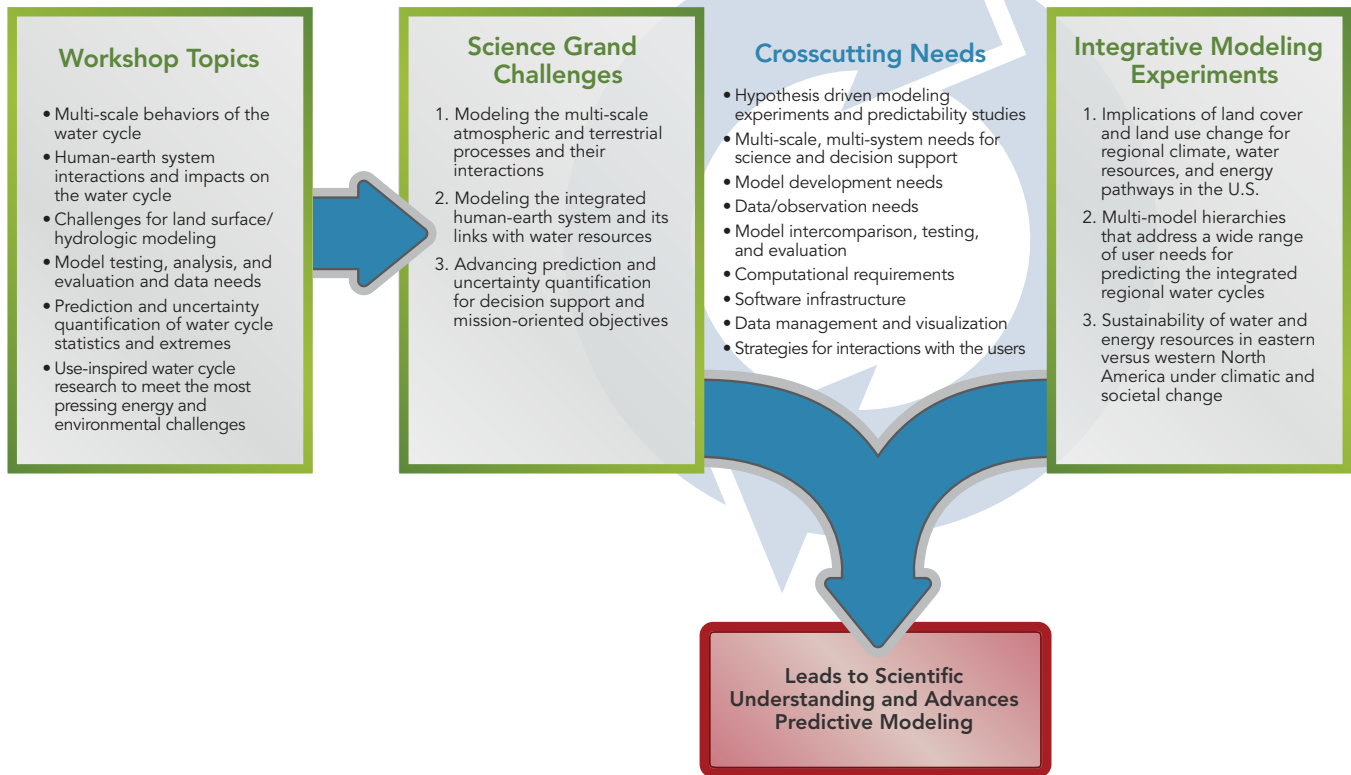 Workshop Topics
• Multi-scale behaviors of the
water cycle
• Human-earth system
interactions and impacts on
the water cycle
• Challenges for land surface/
hydrologic modeling
• Model testing, analysis, and
evaluation and data needs
• Prediction and uncertainty
quantification of water cycle
statistics and extremes
• Use-inspired water cycle
research to meet the most
pressing energy and
environmental challenges
Science Grand
Challenges
1. Modeling the multi-scale
atmospheric and terrestrial
processes and their
interactions
2. Modeling the integrated
human-earth system and its
links with water resources
3. Advancing prediction and
uncertainty quantification
for decision support and
mission-oriented objectives
Crosscutting Needs
• Hypothesis driven modeling
experiments and predictability studies
• Multi-scale, multi-system needs for
science and decision support
• Model development needs
• Data/observation needs
• Model intercomparison, testing,
and evaluation
• Computational requirements
• Software infrastructure
• Data management and visualization
• Strategies for interactions with the users
Integrative Modeling
Experiments
1. Implications of land cover
and land use change for
regional climate, water
resources, and energy
pathways in the U.S.
2. Multi-model hierarchies
that address a wide range
of user needs for
predicting the integrated
regional water cycles
3. Sustainability of water and
energy resources in eastern
versus western North
America under climatic and
societal change
Leads to Scientific
Understanding and Advances
Predictive Modeling